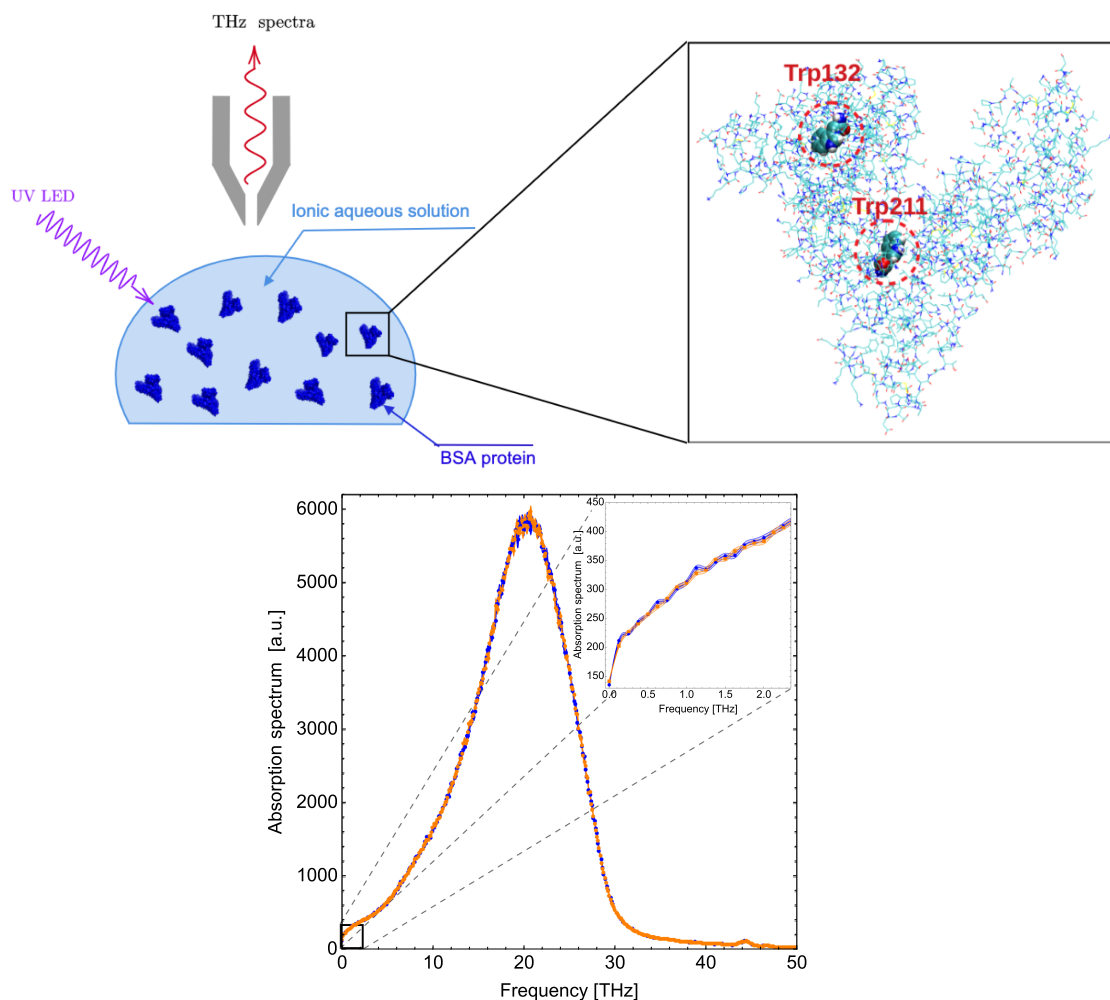 THz spectra
UV LED
Ionic aqueous solution
BSA protein
Trp132
Trp211
Absorption spectrum [a.u.]
6000
5000
4000
3000
2000
1000
0
0 10 20 30 40 50
Frequency [THz]
Absorption spectrum [a.u.]
450
400
350
300
250
200
150
0.0 0.5 1.0 1.5 2.0
Frequency [THz]